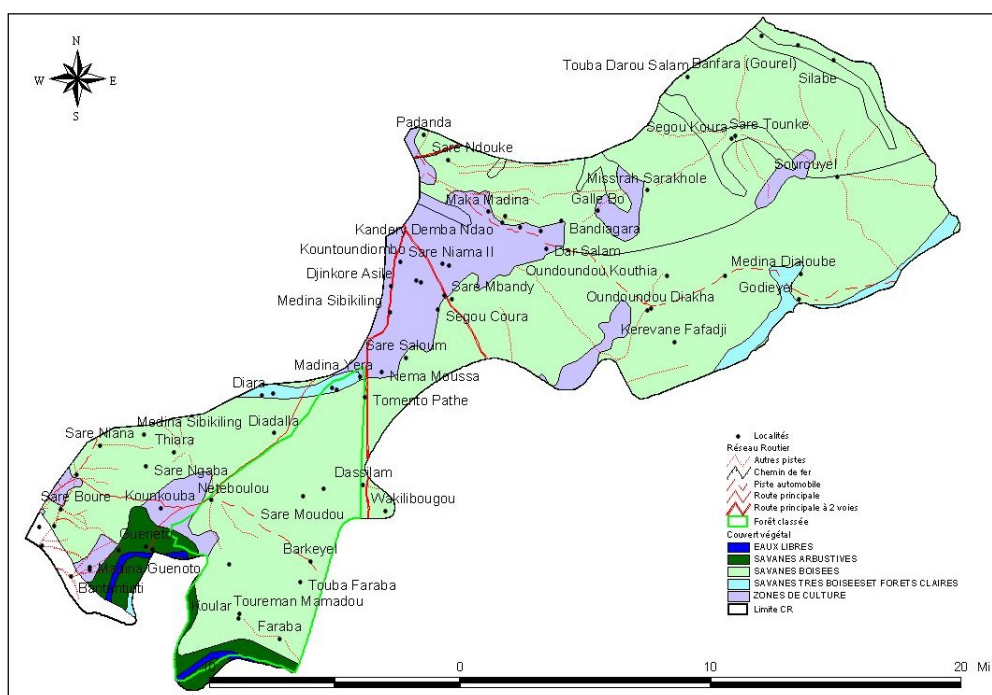 N
W E
S
Touba Darou Salam
Banfara (Gourel)
Silabe
Padanda
Sare Ndouke
Segou Koura
Sare Tounke
Sourouyel
Missirah Sarakhole
Maka Madina
Galle Bo
Kandery Demba Ndao
Bandiagara
Kountoundiombo
Sare Niama II
Dar Salam
Djinkore Asile
Oundoundou Kouthia
Medina Djaloube
Medina Sibikiling
Sare Mbandy
Oundoundou Diakha
Godieyel
Segou Coura
Kerevane Fafadji
Sare Saloum
Madina Yera
Nema Moussa
Diara
Tomento Pathe
Medina Sibikiling
Diadalla
Sare Niana
Thiara
Sare Ngaba
Dassilam
Sare Boure
Kounkouba
Neteboulou
Wakilibougou
Sare Moudou
Gueneto
Barkeyel
Madina Guenoto
Bantantinti
Touba Faraba
Koular
Toureman Mamadou
Faraba
Localités
Réseau Routier
Autres pistes
Chemin de fer
Piste automobile
Route principale
Route principale à 2 voies
Forêt classée
Couvert végétal
EAUX LIBRES
SAVANES ARBUSTIVES
SAVANES BOISEES
SAVANES TRES BOISEESET FORETS CLAIRES
ZONES DE CULTURE
Limite CR
10 0 10 20 Mi